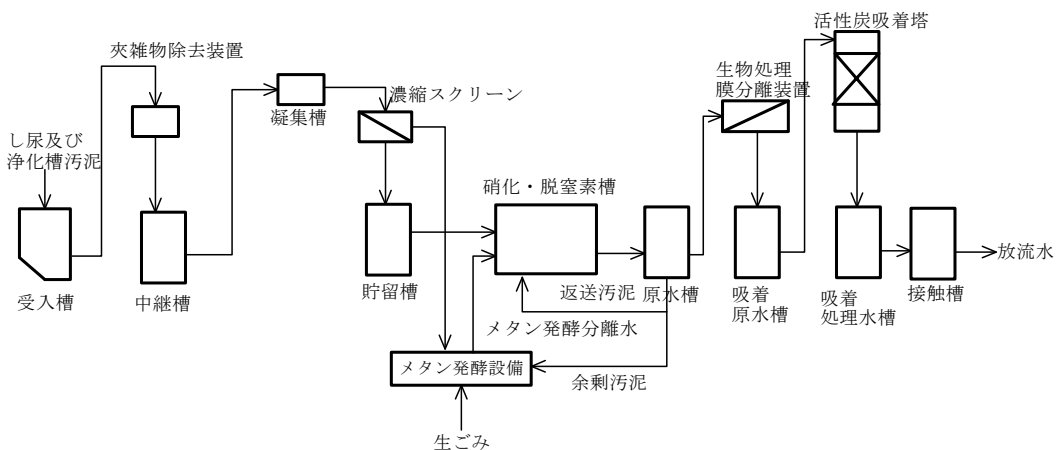 活性炭吸着塔
夾雑物除去装置
生物処理
膜分離装置
濃縮スクリーン
凝集槽
し尿及び
浄化槽汚泥
硝化・脱窒素槽
放流水
受入槽
中継槽
貯留槽
返送汚泥
原水槽
吸着
原水槽
吸着
処理水槽
接触槽
メタン発酵分離水
メタン発酵設備
余剰汚泥
生ごみ